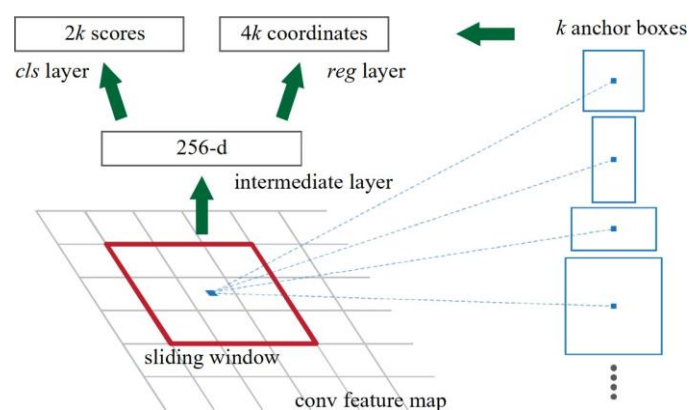 2k scores
4k coordinates
k anchor boxes
cls layer
reg layer
256-d
intermediate layer
sliding window
conv feature map